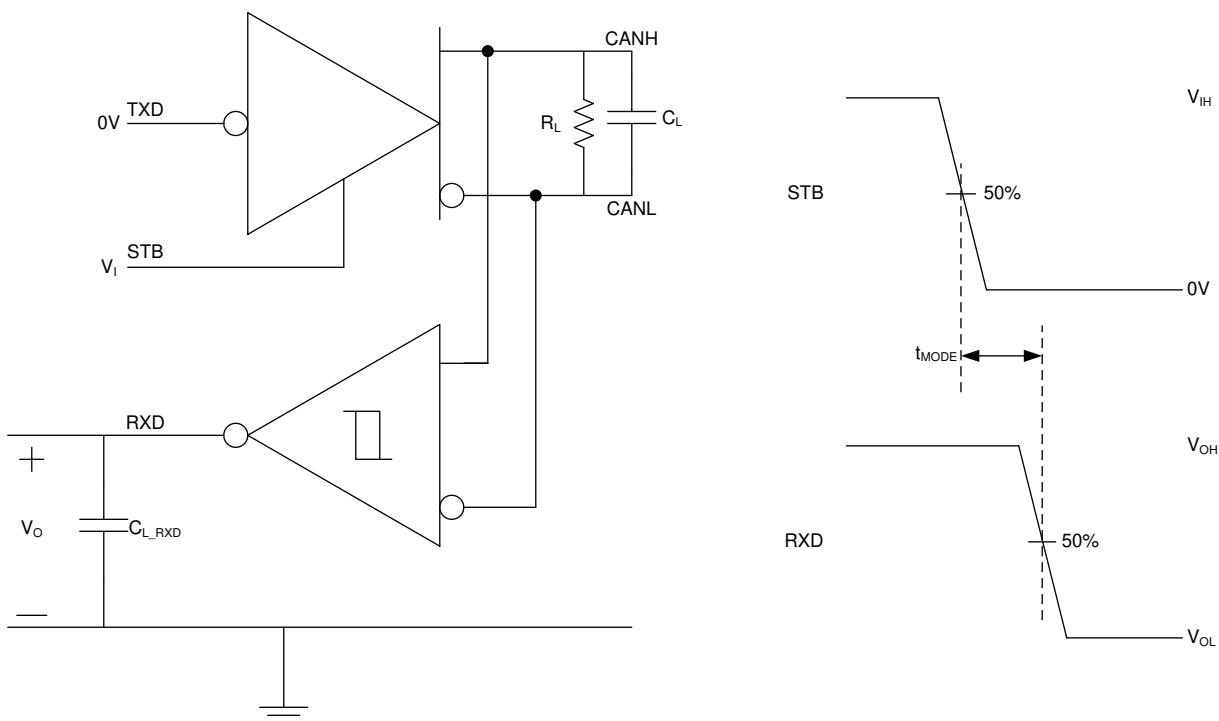 CANH
TXD
0V
R_L
C_L
CANL
STB
V_I
RXD
+
V_O
C_L_RXD
—
V_IH
STB
50%
0V
t_MODE
V_OH
RXD
50%
V_OL